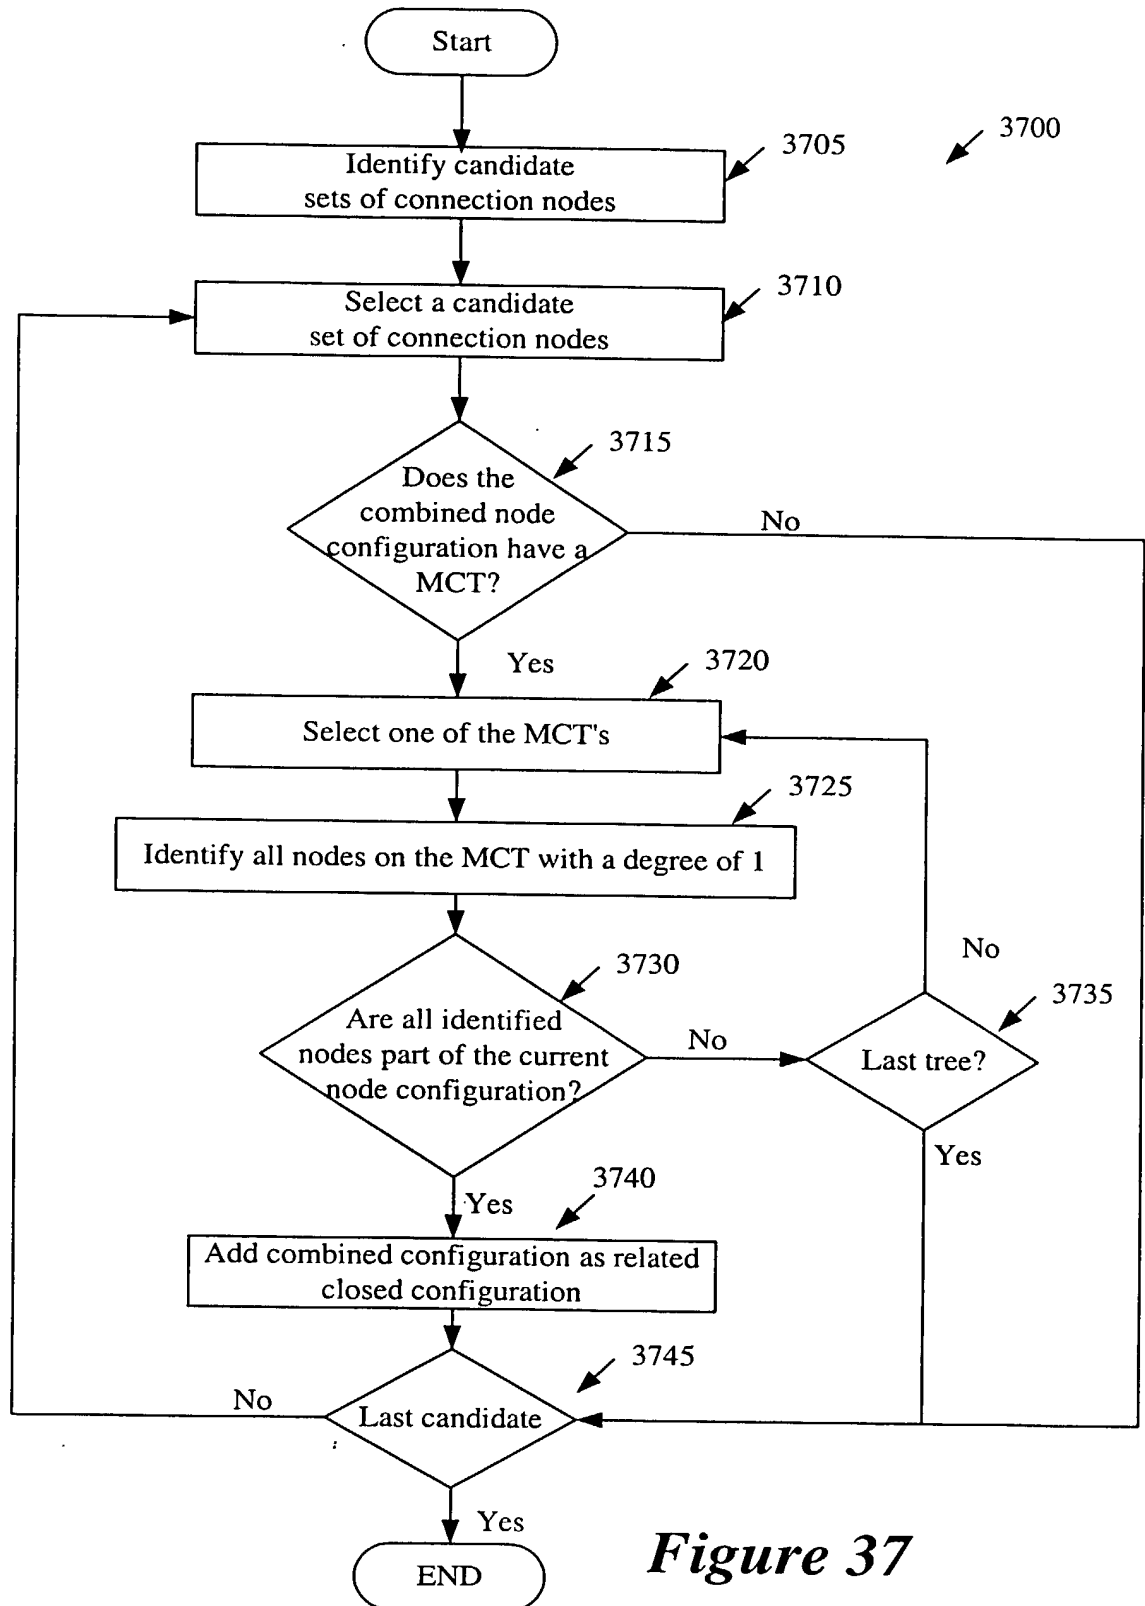 Start
3700
3705
Identify candidate
sets of connection nodes
3710
Select a candidate
set of connection nodes
3715
Does the
combined node
configuration have a
MCT?
No
Yes
3720
Select one of the MCT's
3725
Identify all nodes on the MCT with a degree of 1
No
3730
3735
Are all identified
nodes part of the current
node configuration?
No
Last tree?
Yes
3740
Yes
Add combined configuration as related
closed configuration
3745
No
Last candidate
Yes
END
Figure 37